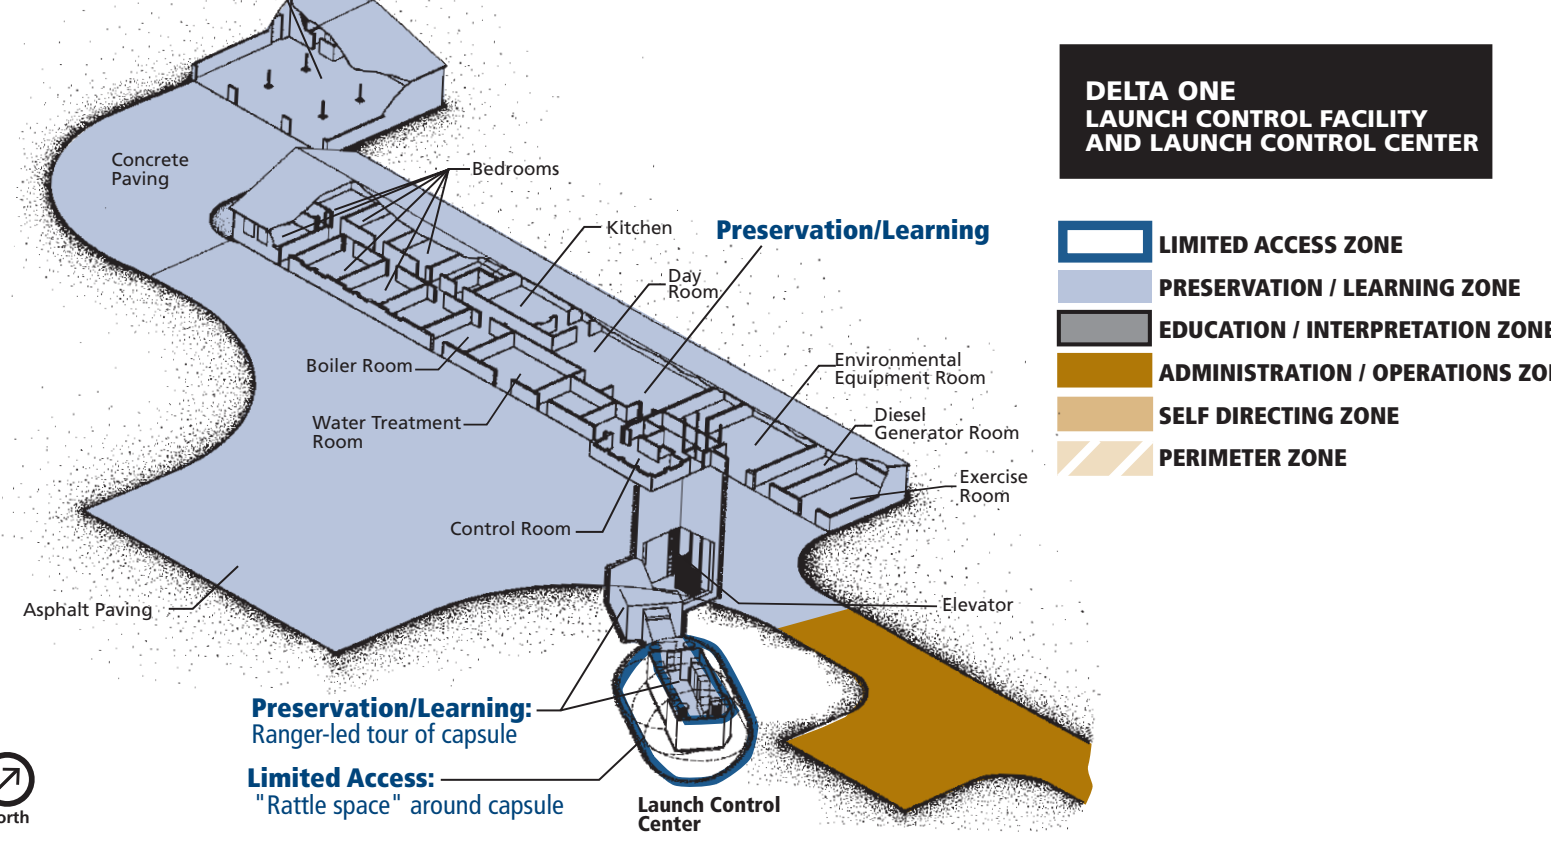 DELTA ONE
LAUNCH CONTROL FACILITY
AND LAUNCH CONTROL CENTER
LIMITED ACCESS ZONE
PRESERVATION / LEARNING ZONE
EDUCATION / INTERPRETATION ZONE
ADMINISTRATION / OPERATIONS ZO
SELF DIRECTING ZONE
PERIMETER ZONE
Concrete
Paving
Bedrooms
Kitchen
Preservation/Learning
Day
Room
Boiler Room
Environmental
Equipment Room
Water Treatment
Room
Diesel
Generator Room
Exercise
Room
Control Room
Asphalt Paving
Elevator
Preservation/Learning:
Ranger-led tour of capsule
Limited Access:
"Rattle space" around capsule
Launch Control
Center
orth